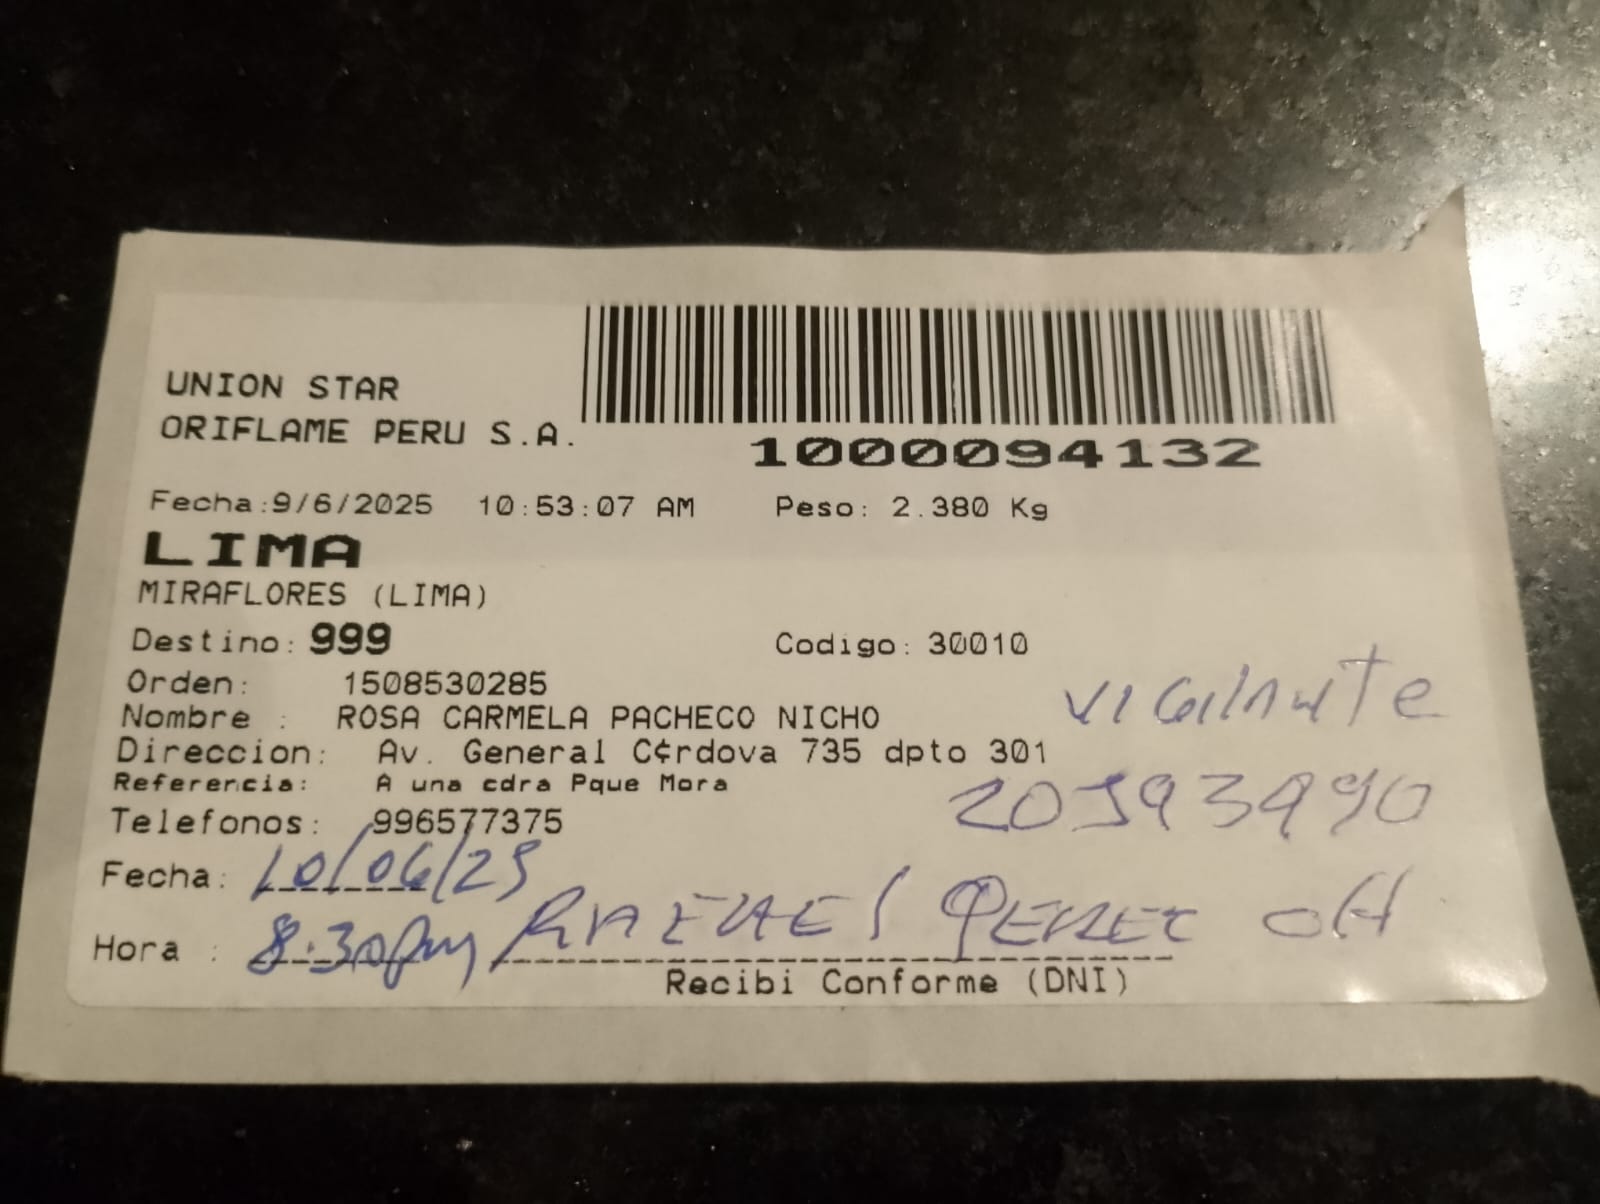 UNION STAR
ORIFLAME PERU S.A.
1000094132
Fecha:9/6/2025 10:53:07 AM Peso: 2.380 Kg
LIMA
MIRAFLORES (LIMA)
Destino: 999 Codigo: 30010
Orden: 1508530285
Nombre : ROSA CARMELA PACHECO NICHO
vigilante
Direccion: Av. General C¢rdova 735 dpto 301
Referencia: A una cdra Pque Mora
Telefonos: 996577375
Fecha: 10/06/25
Hora : 8:30pm
Recibi Conforme (DNI)